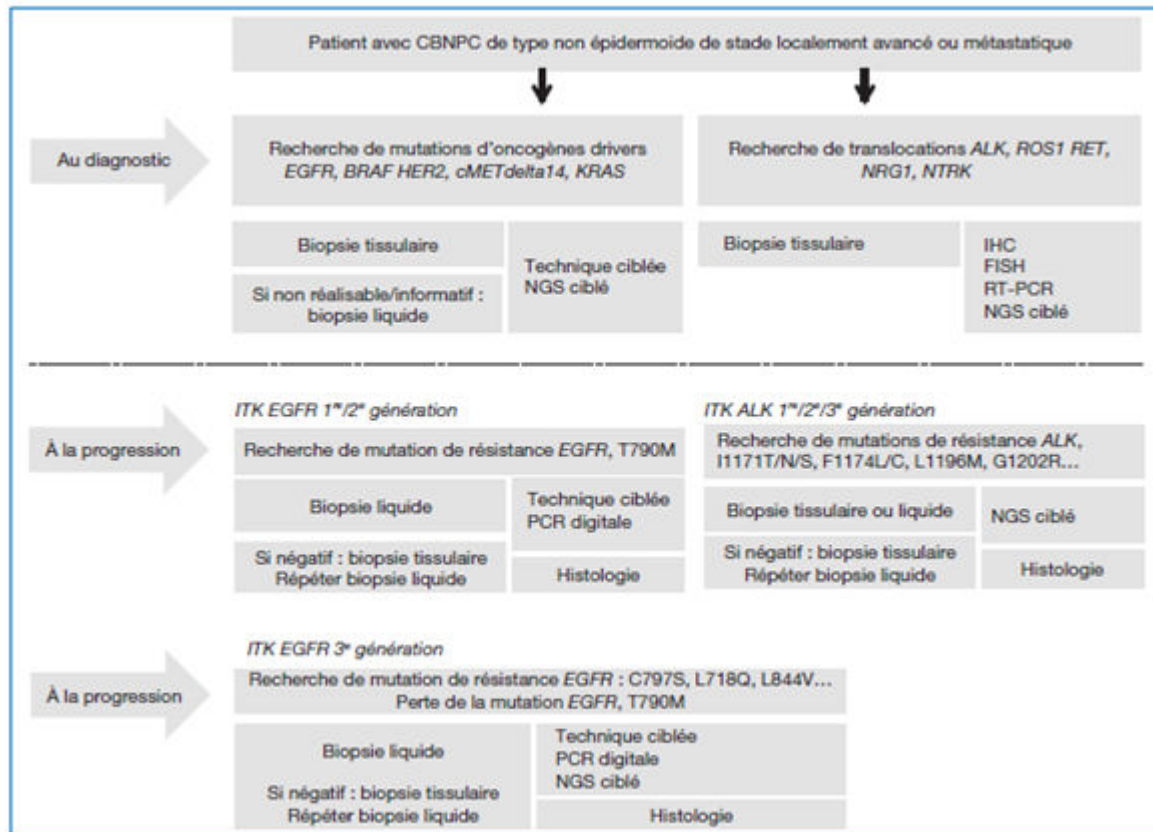 Patient avec CBNPC de type non épidermoide de stade localement avancé ou métastatique
Au diagnostic
Recherche de mutations d'oncogènes drivers
EGFR, BRAF HER2, cMETdelta14, KRAS
Recherche de translocations ALK, ROS1 RET,
NRG1, NTRK
Biopsie tissulaire
Si non réalisable/informatif :
biopsie liquide
Technique ciblée
NGS ciblé
Biopsie tissulaire
IHC
FISH
RT-PCR
NGS ciblé
À la progression
ITK EGFR 1re/2e génération
Recherche de mutation de résistance EGFR, T790M
Biopsie liquide
Si négatif : biopsie tissulaire
Répéter biopsie liquide
Technique ciblée
PCR digitale
Histologie
ITK ALK 1re/2e/3e génération
Recherche de mutations de résistance ALK,
I1171T/N/S, F1174L/C, L1196M, G1202R...
Biopsie tissulaire ou liquide
Si négatif : biopsie tissulaire
Répéter biopsie liquide
NGS ciblé
Histologie
À la progression
ITK EGFR 3e génération
Recherche de mutation de résistance EGFR : C797S, L718Q, L844V...
Perte de la mutation EGFR, T790M
Biopsie liquide
Si négatif : biopsie tissulaire
Répéter biopsie liquide
Technique ciblée
PCR digitale
NGS ciblé
Histologie